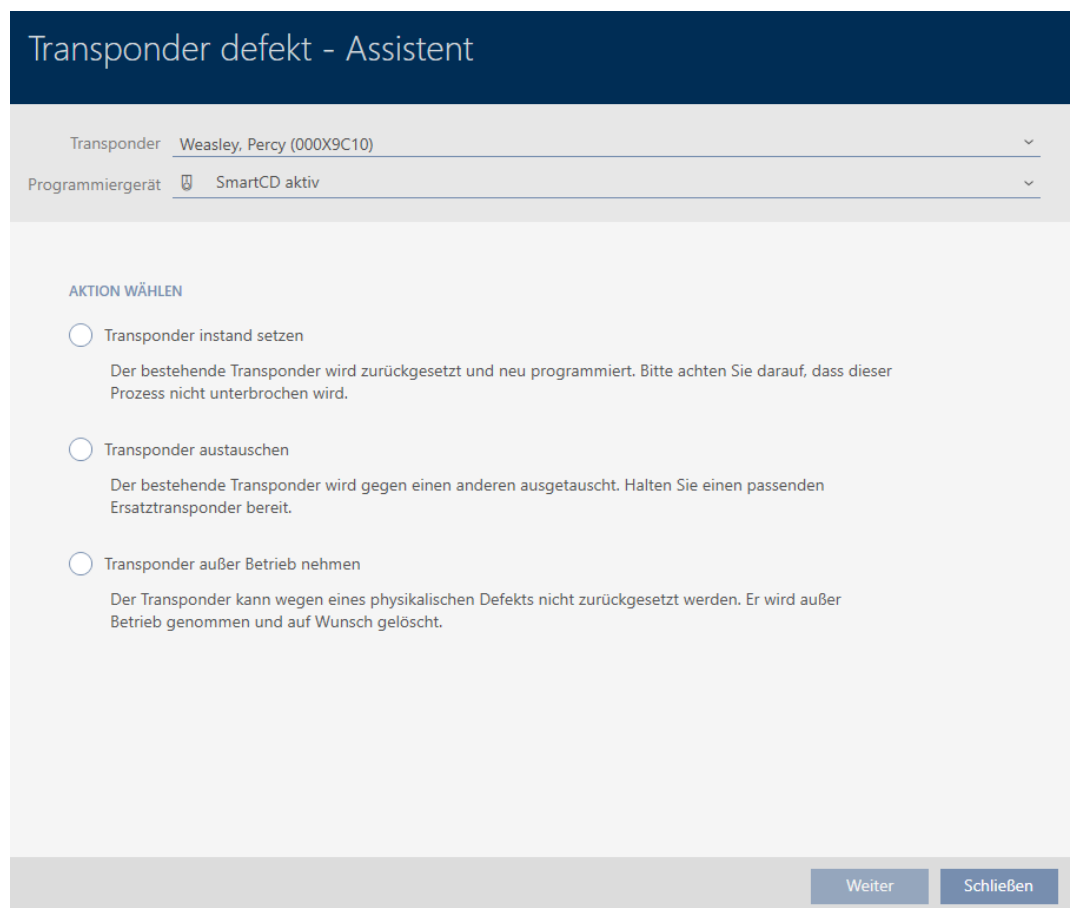 Transponder defekt - Assistent
Transponder Weasley, Percy (000X9C10)
Programmiergerät SmartCD aktiv
AKTION WÄHLEN
Transponder instand setzen
Der bestehende Transponder wird zurückgesetzt und neu programmiert. Bitte achten Sie darauf, dass dieser
Prozess nicht unterbrochen wird.
Transponder austauschen
Der bestehende Transponder wird gegen einen anderen ausgetauscht. Halten Sie einen passenden
Ersatztransponder bereit.
Transponder außer Betrieb nehmen
Der Transponder kann wegen eines physikalischen Defekts nicht zurückgesetzt werden. Er wird außer
Betrieb genommen und auf Wunsch gelöscht.
Weiter Schließen